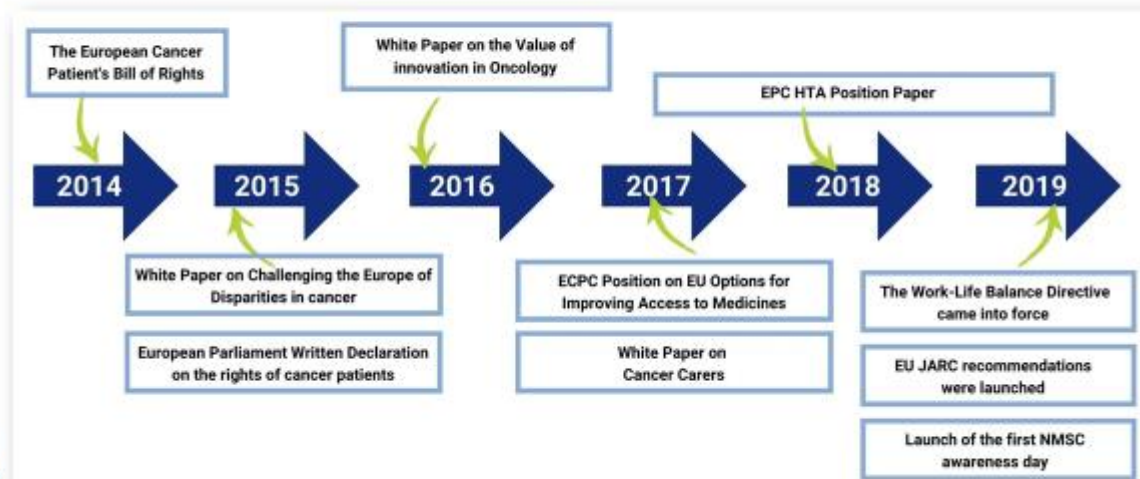 The European Cancer
Patient's Bill of Rights
White Paper on the Value of
innovation in Oncology
EPC HTA Position Paper
2014
2015
2016
2017
2018
2019
White Paper on Challenging the Europe of
Disparities in cancer
European Parliament Written Declaration
on the rights of cancer patients
ECPC Position on EU Options for
Improving Access to Medicines
White Paper on
Cancer Carers
The Work-Life Balance Directive
came into force
EU JARC recommendations
were launched
Launch of the first NMSC
awareness day